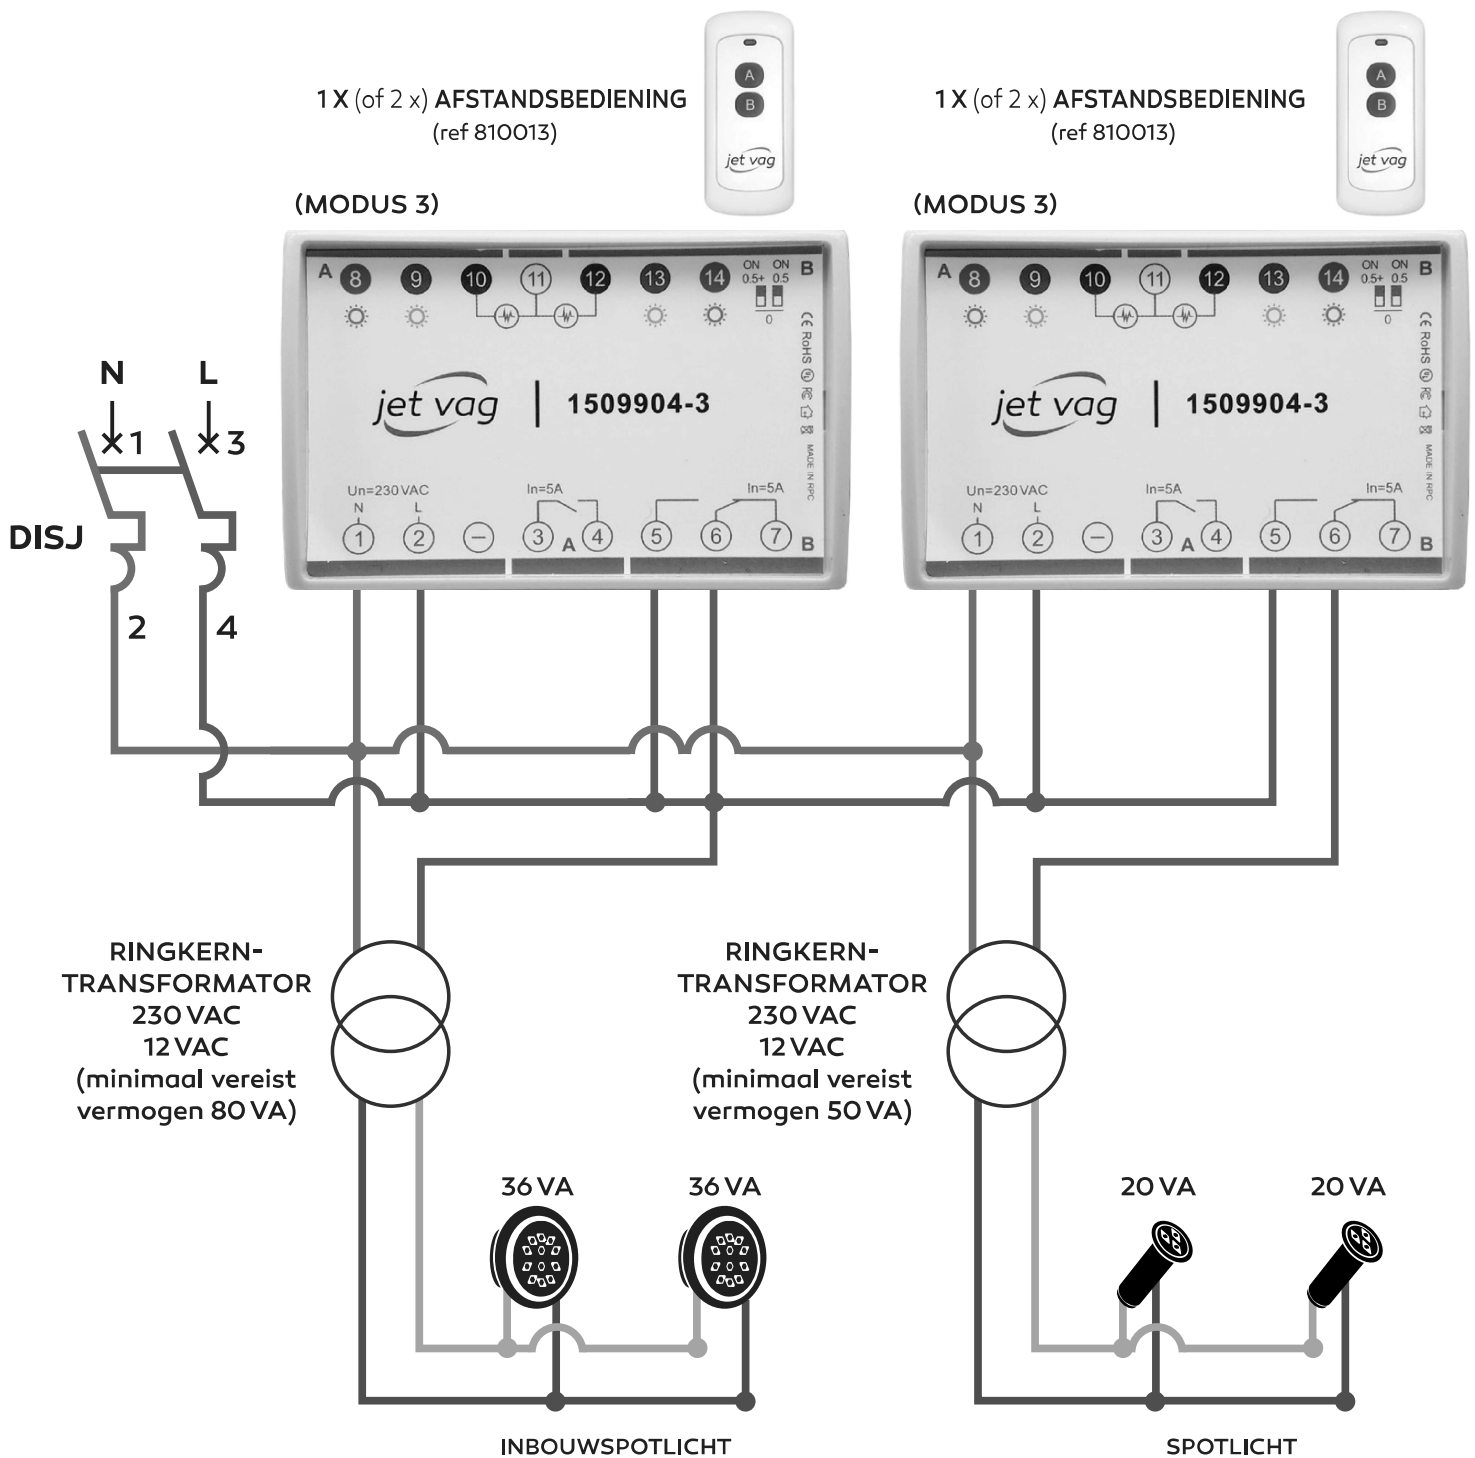 1 X (of 2 x) AFSTANDSBEDIENING
(ref 810013)
A
B
jet vag
(MODUS 3)
1 X (of 2 x) AFSTANDSBEDIENING
(ref 810013)
A
B
jet vag
(MODUS 3)
A 8 9 10 11 12 13 14 B
ON ON
0.5+ 0.5
0
CE RoHS
MADE IN RPC
jet vag | 1509904-3
Un=230VAC In=5A In=5A
N L
1 2 3 A 4 5 6 7 B
A 8 9 10 11 12 13 14 B
ON ON
0.5+ 0.5
0
CE RoHS
MADE IN RPC
jet vag | 1509904-3
Un=230VAC In=5A In=5A
N L
1 2 3 A 4 5 6 7 B
N L
1 3
DISJ
2 4
RINGKERN-
TRANSFORMATOR
230 VAC
12 VAC
(minimaal vereist
vermogen 80 VA)
RINGKERN-
TRANSFORMATOR
230 VAC
12 VAC
(minimaal vereist
vermogen 50 VA)
36 VA 36 VA
20 VA 20 VA
INBOUWSPOTLICHT
SPOTLICHT